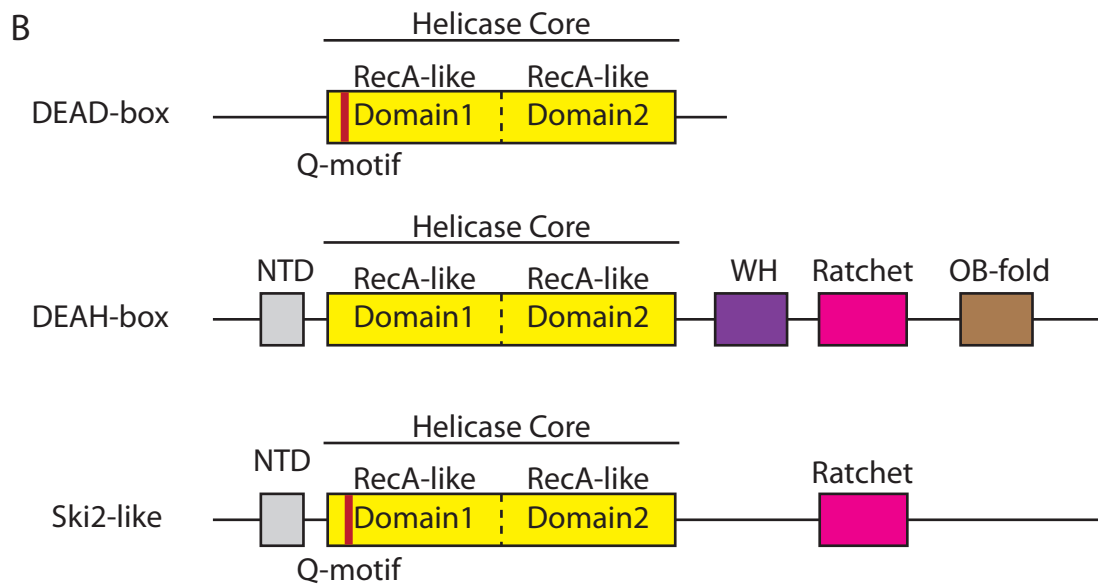 B
Helicase Core
RecA-like RecA-like
DEAD-box Domain1 Domain2
Q-motif
Helicase Core
NTD RecA-like RecA-like WH Ratchet OB-fold
DEAH-box Domain1 Domain2
Helicase Core
NTD RecA-like RecA-like Ratchet
Ski2-like Domain1 Domain2
Q-motif